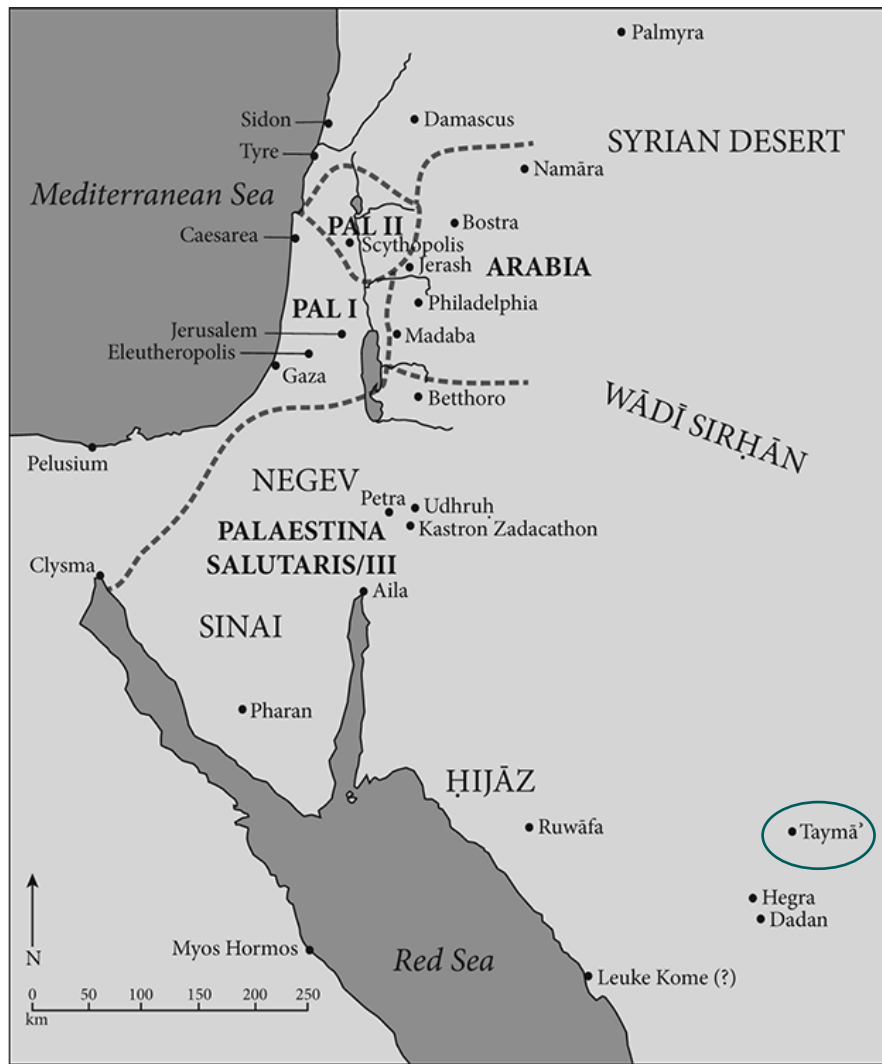 Palmyra
Sidon
Damascus
SYRIAN DESERT
Tyre
Namāra
Mediterranean Sea
PAL II
Bostra
Caesarea
Scythopolis
Jerash
ARABIA
PAL I
Philadelphia
Jerusalem
Madaba
Eleutheropolis
Gaza
Betthoro
WĀDĪ SIRḤĀN
Pelusium
NEGEV
Petra
Udhruḥ
PALAESTINA
Kastron Zadacathon
SALUTARIS/III
Clysma
Aila
SINAI
Pharan
ḤIJĀZ
Ruwāfa
Taymāʾ
Hegra
Dadan
Myos Hormos
Red Sea
Leuke Kome (?)
N
0 50 100 150 200 250
km